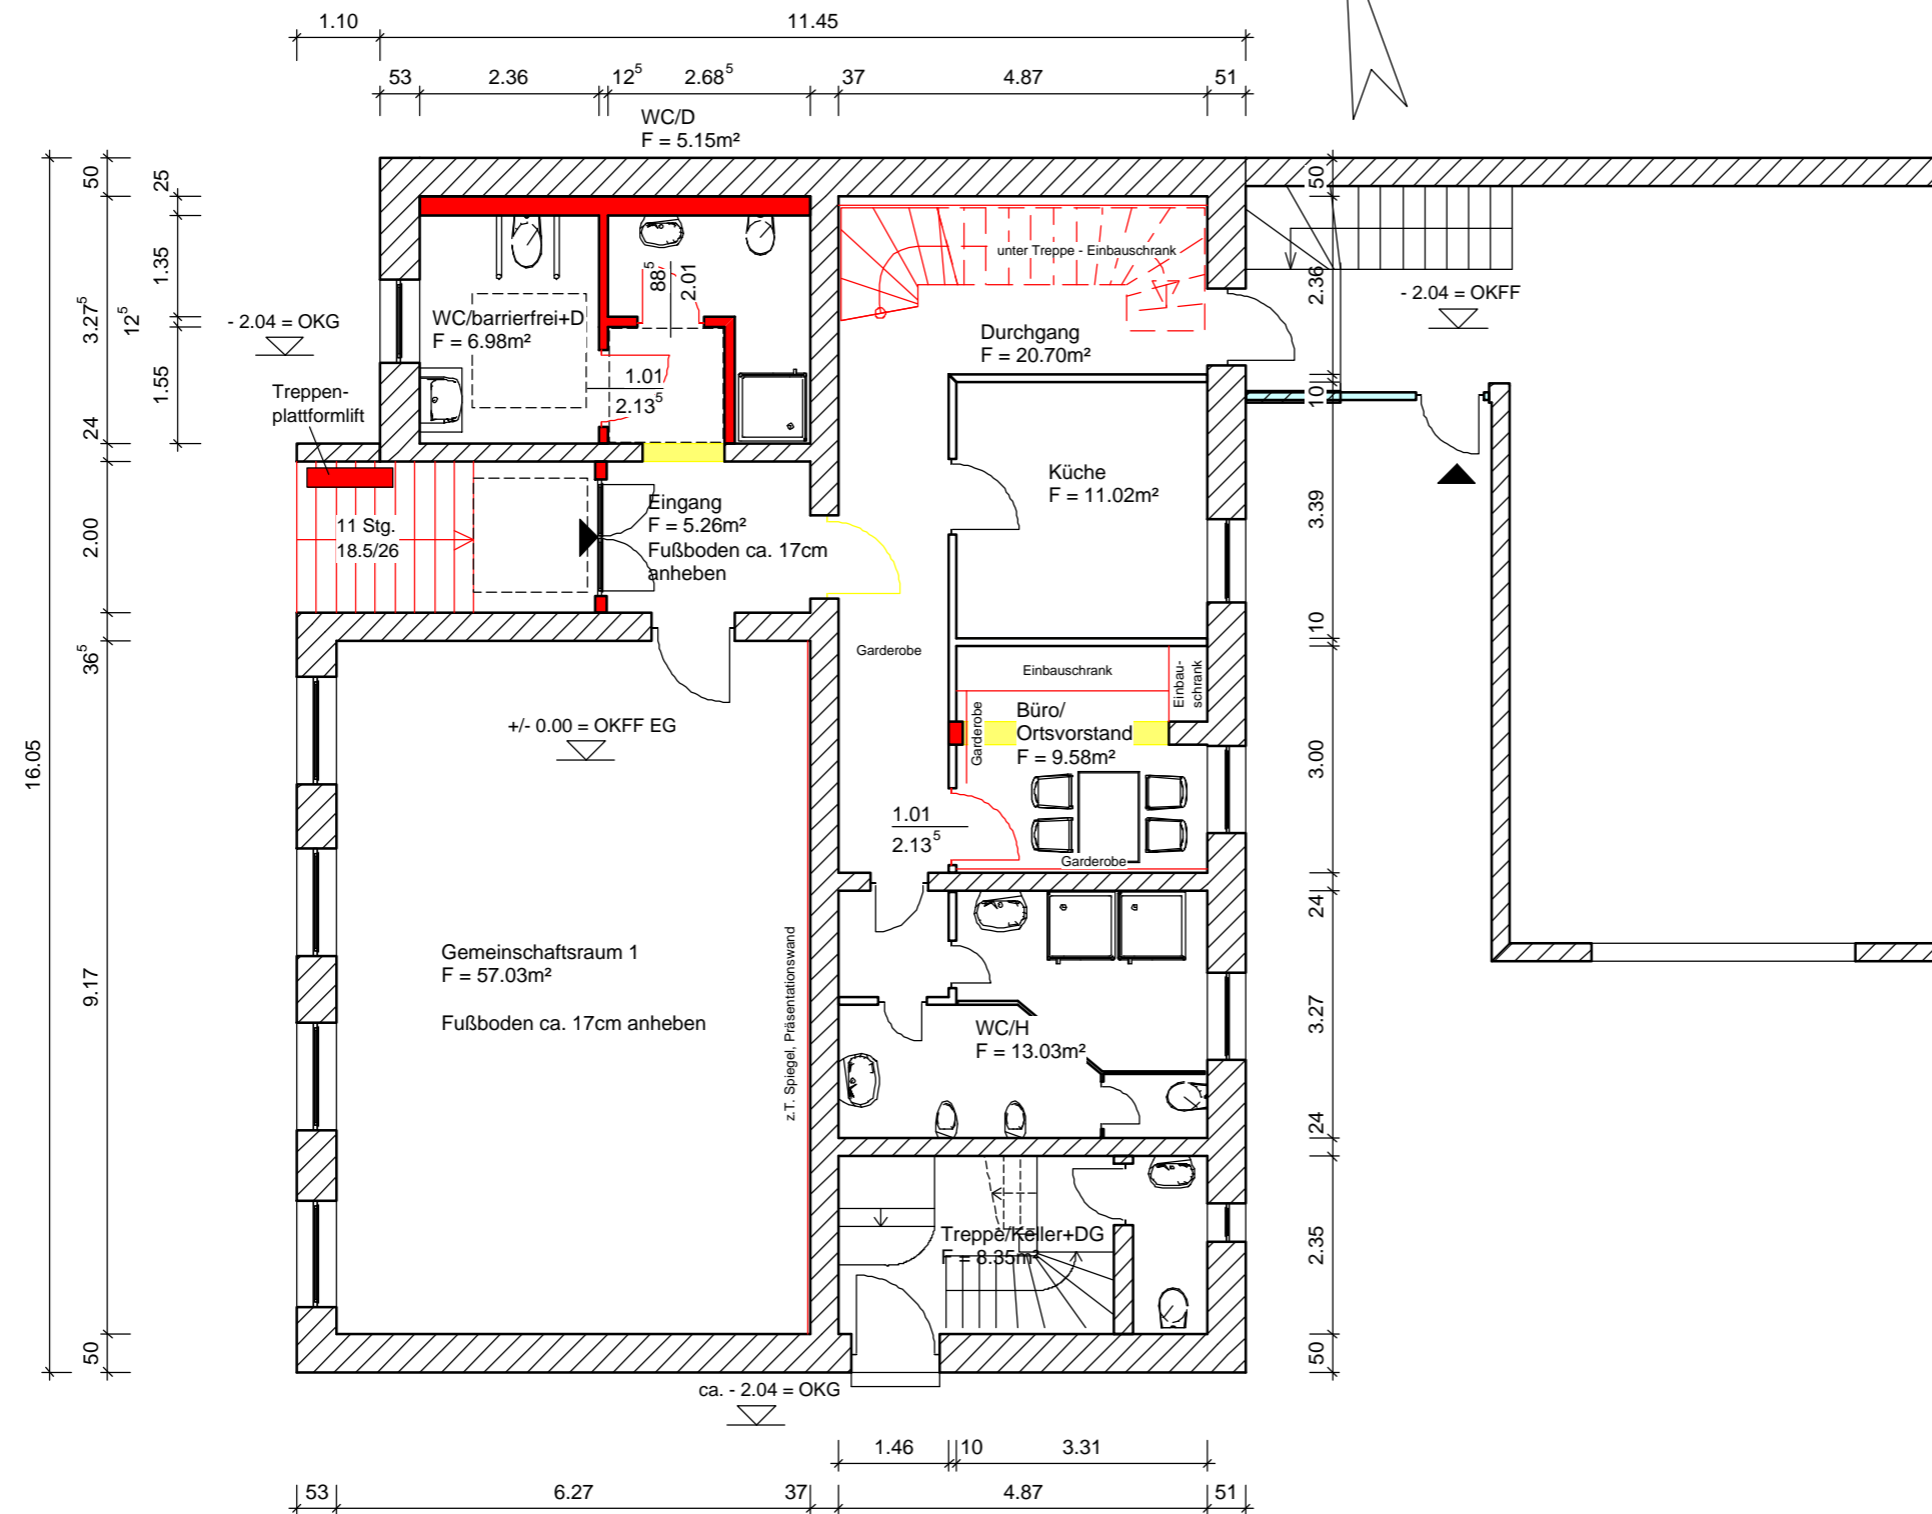 1.10
11.45
53
2.36
12⁵
2.68⁵
37
4.87
51
WC/D
F = 5.15m²
50
25
50
1.35
3.27⁵
12⁵
1.55
24
2.00
36⁵
16.05
9.17
50
- 2.04 = OKG
Treppen-
plattformlift
WC/barrierfrei+D
F = 6.98m²
88⁵
2.01
1.01
2.13⁵
unter Treppe - Einbauschrank
Durchgang
F = 20.70m²
2.36
- 2.04 = OKFF
10
11 Stg.
18.5/26
Eingang
F = 5.26m²
Fußboden ca. 17cm
anheben
Küche
F = 11.02m²
3.39
10
Garderobe
Einbauschrank
Einbau-
schrank
Garderobe
Büro/
Ortsvorstand
F = 9.58m²
3.00
+/- 0.00 = OKFF EG
1.01
2.13⁵
Garderobe
24
Gemeinschaftsraum 1
F = 57.03m²
Fußboden ca. 17cm anheben
z.T. Spiegel, Präsentationswand
WC/H
F = 13.03m²
3.27
24
Treppe/Keller+DG
F = 8.35m²
2.35
50
ca. - 2.04 = OKG
1.46
10
3.31
53
6.27
37
4.87
51